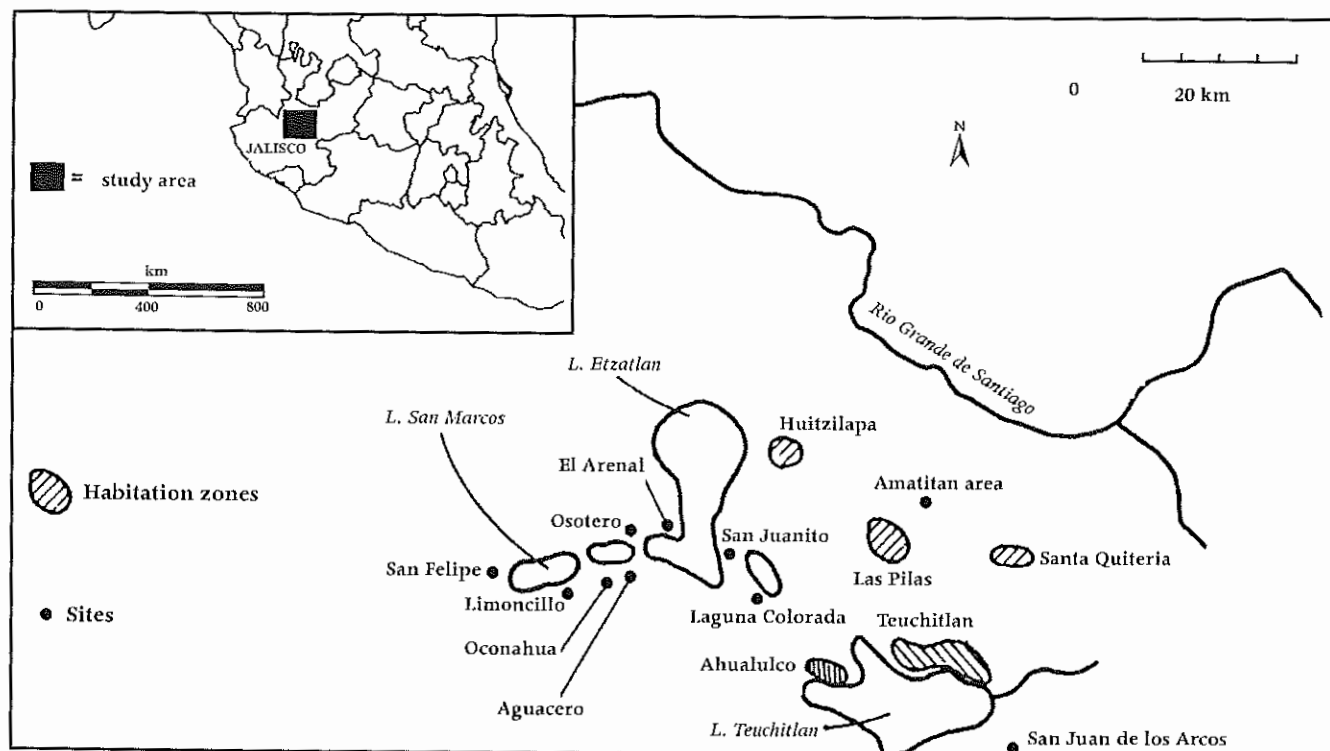 JALISCO
= study area
km
0 400 800
0 20 km
N
Rio Grande de Santiago
L. Etzatlan
L. San Marcos
Huitzilapa
El Arenal
Habitation zones
Amatitan area
Osotero
San Juanito
Santa Quiteria
San Felipe
Las Pilas
Limoncillo
Sites
Laguna Colorada
Teuchitlan
Oconahua
Ahualulco
Aguacero
L. Teuchitlan
San Juan de los Arcos